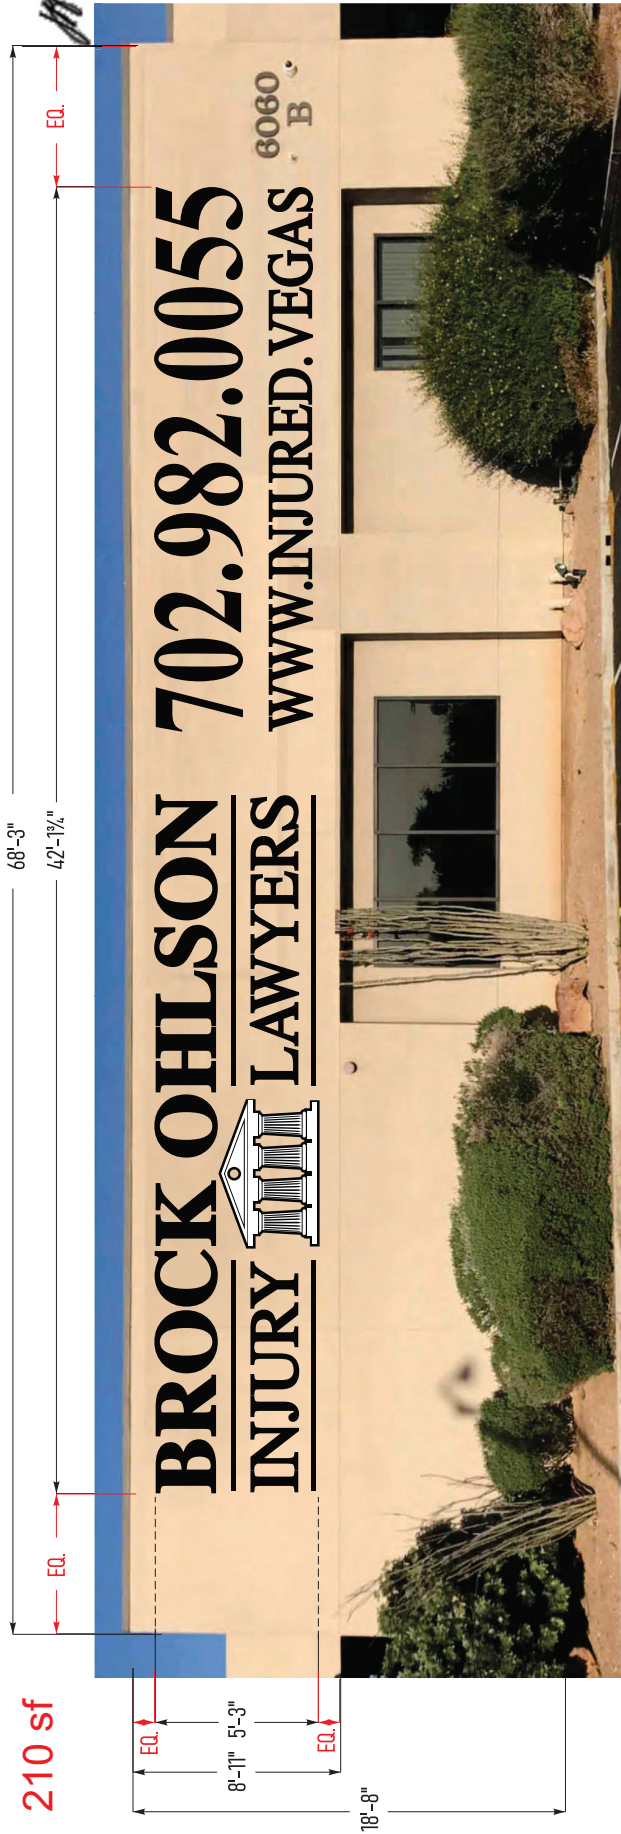 68'-3"
EQ.
42'-1¾"
EQ.
BROCK OHLSON
INJURY LAWYERS
702.982.0055
WWW.INJURED.VEGAS
6060
B
210 sf
EQ.
5'-3"
EQ.
8'-11"
18'-8"